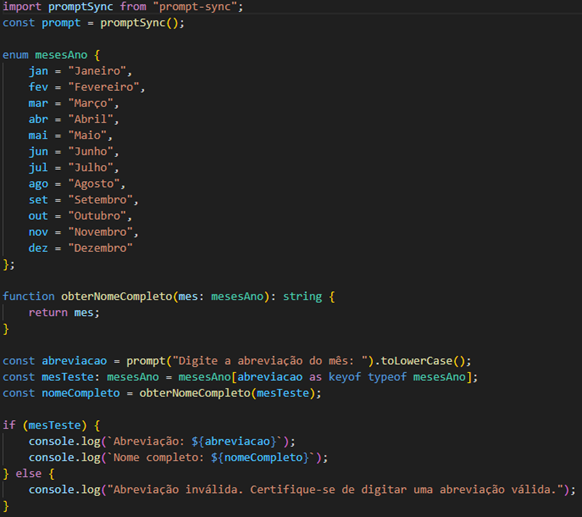 import promptSync from "prompt-sync";
const prompt = promptSync();
enum mesesAno {
jan = "Janeiro",
fev = "Fevereiro",
mar = "Março",
abr = "Abril",
mai = "Maio",
jun = "Junho",
jul = "Julho",
ago = "Agosto",
set = "Setembro",
out = "Outubro",
nov = "Novembro",
dez = "Dezembro"
};
function obterNomeCompleto(mes: mesesAno): string {
return mes;
}
const abreviacao = prompt("Digite a abreviação do mês: ").toLowerCase();
const mesTeste: mesesAno = mesesAno[abreviacao as keyof typeof mesesAno];
const nomeCompleto = obterNomeCompleto(mesTeste);
if (mesTeste) {
console.log(`Abreviação: ${abreviacao}`);
console.log(`Nome completo: ${nomeCompleto}`);
} else {
console.log("Abreviação inválida. Certifique-se de digitar uma abreviação válida.");
}